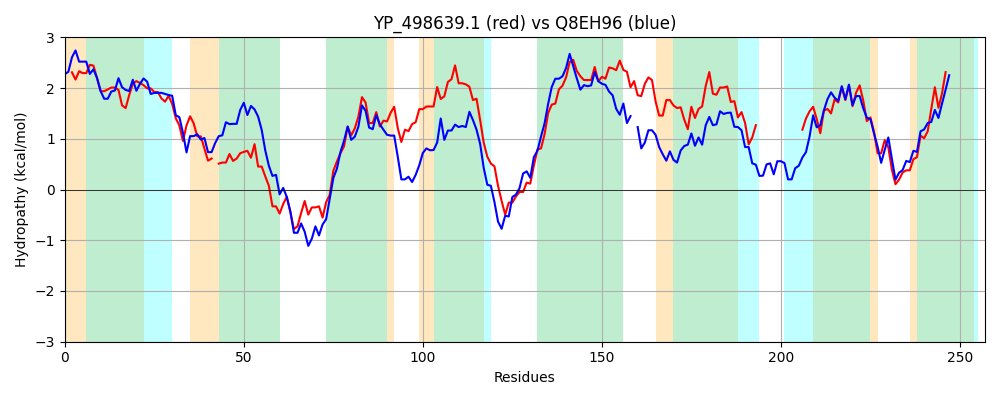 YP_498639.1 (red) vs Q8EH96 (blue)
Hydropathy (kcal/mol)
3
2
1
0
−1
−2
−3
0 50 100 150 200 250
Residues